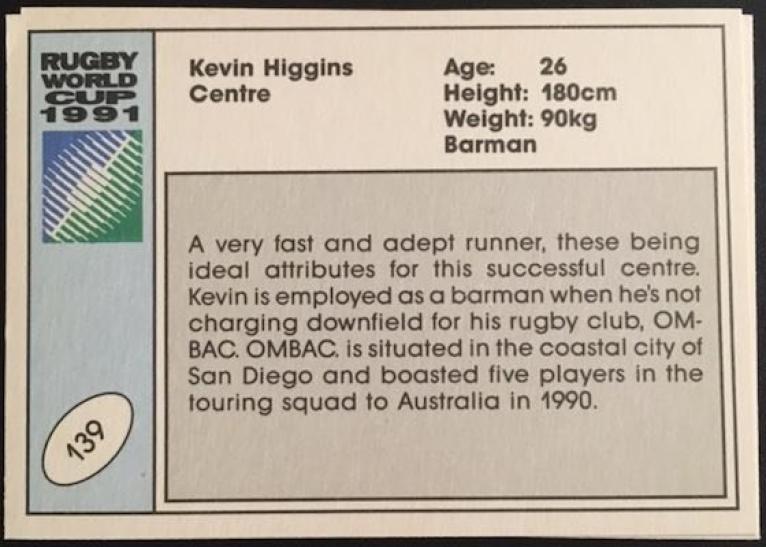 RUGBY
WORLD
CUP
1991
Kevin Higgins
Centre
Age: 26
Height: 180cm
Weight: 90kg
Barman
A very fast and adept runner, these being
ideal attributes for this successful centre.
Kevin is employed as a barman when he's not
charging downfield for his rugby club, OM-
BAC. OMBAC. is situated in the coastal city of
San Diego and boasted five players in the
touring squad to Australia in 1990.
139